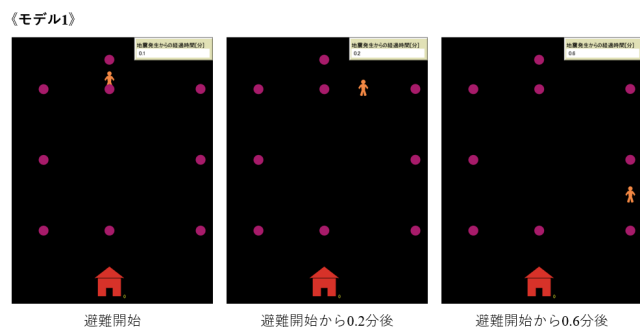 《モデル1》
地震発生からの経過時間[分]
0.1
地震発生からの経過時間[分]
0.2
地震発生からの経過時間[分]
0.6
0
0
0
避難開始
避難開始から0.2分後
避難開始から0.6分後